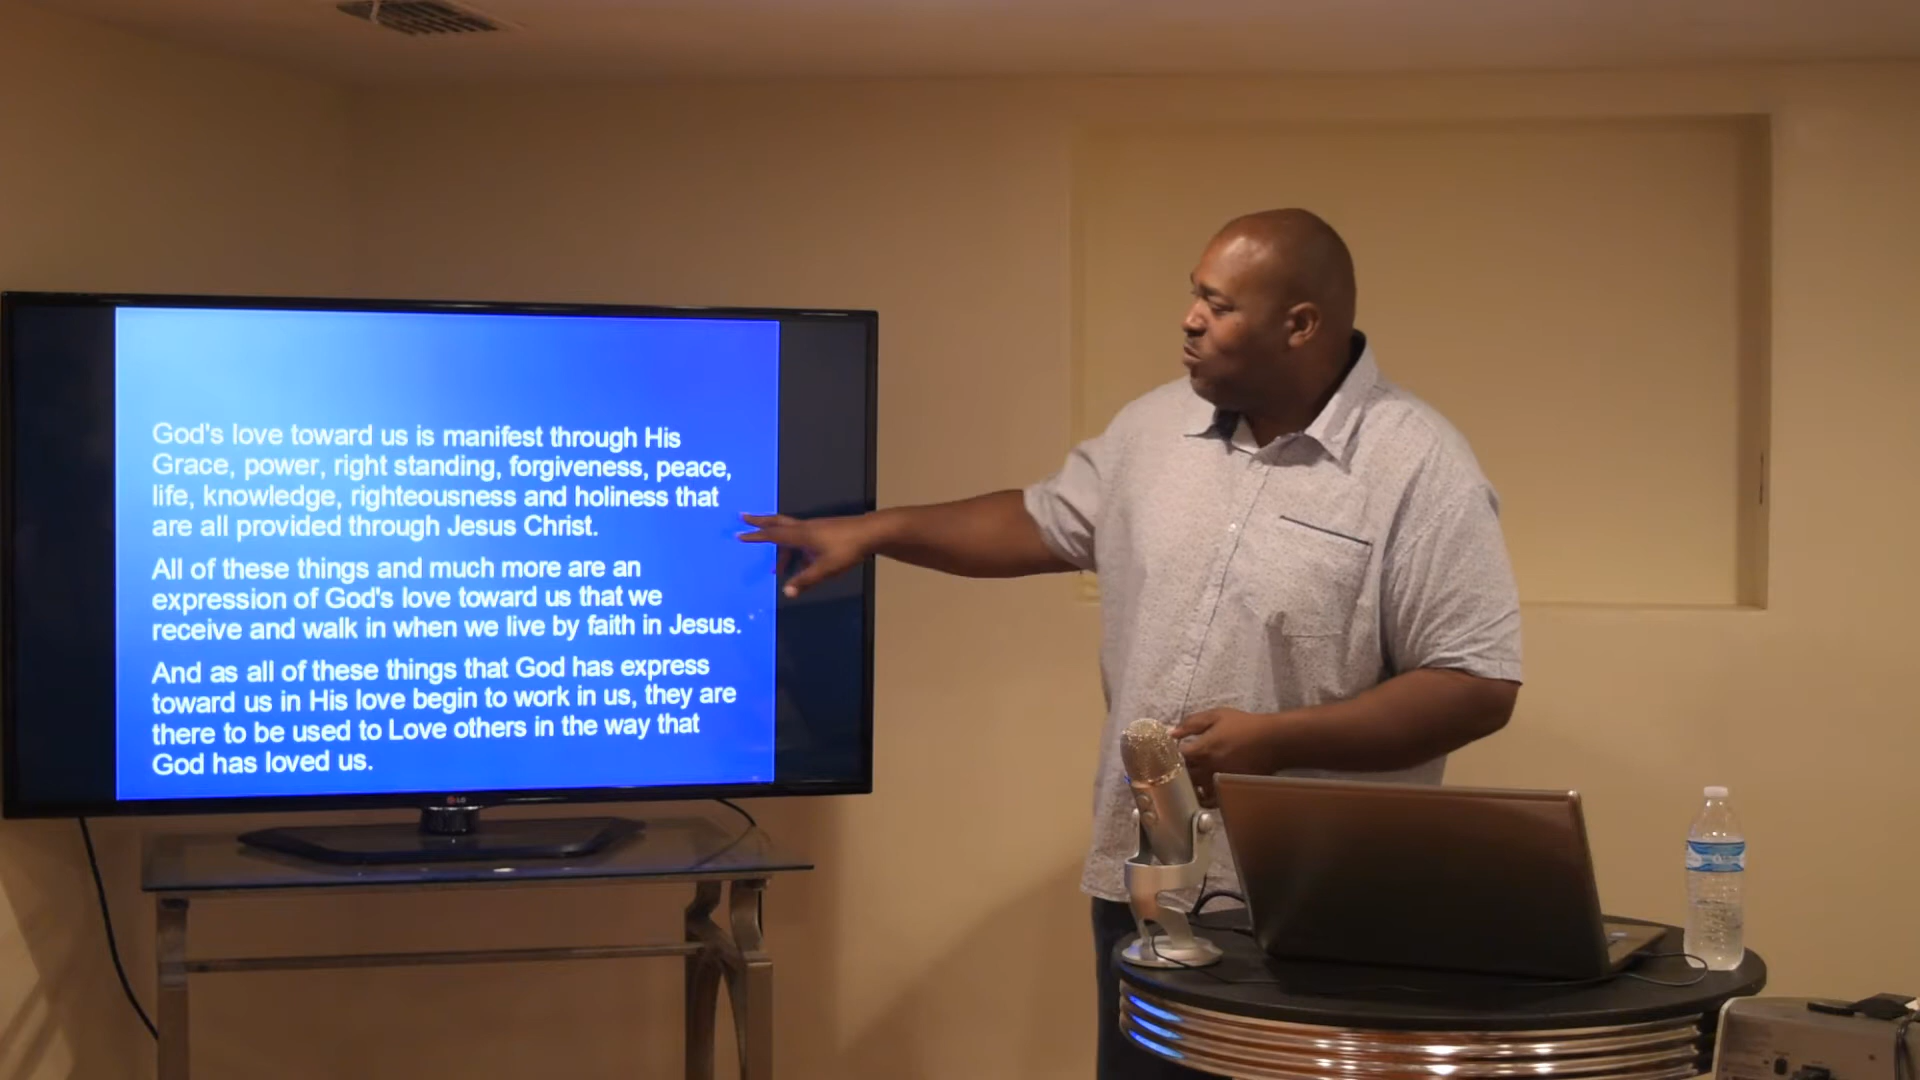 God's love toward us is manifest through His
Grace, power, right standing, forgiveness, peace,
life, knowledge, righteousness and holiness that
are all provided through Jesus Christ.
All of these things and much more are an
expression of God's love toward us that we
receive and walk in when we live by faith in Jesus.
And as all of these things that God has express
toward us in His love begin to work in us, they are
there to be used to Love others in the way that
God has loved us.
LG